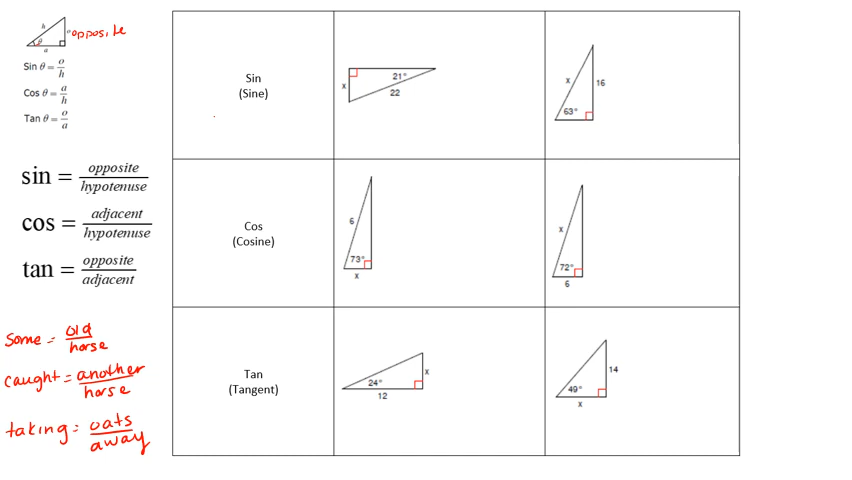 h
o opposite
θ
a
Sin θ = o/h
Cos θ = a/h
Tan θ = o/a
sin = opposite/hypotenuse
cos = adjacent/hypotenuse
tan = opposite/adjacent
Some = old/horse
caught = another/horse
taking = oats/away
Sin
(Sine)
21°
x
22
x
16
63°
Cos
(Cosine)
6
73°
x
x
72°
6
Tan
(Tangent)
x
24°
12
14
49°
x